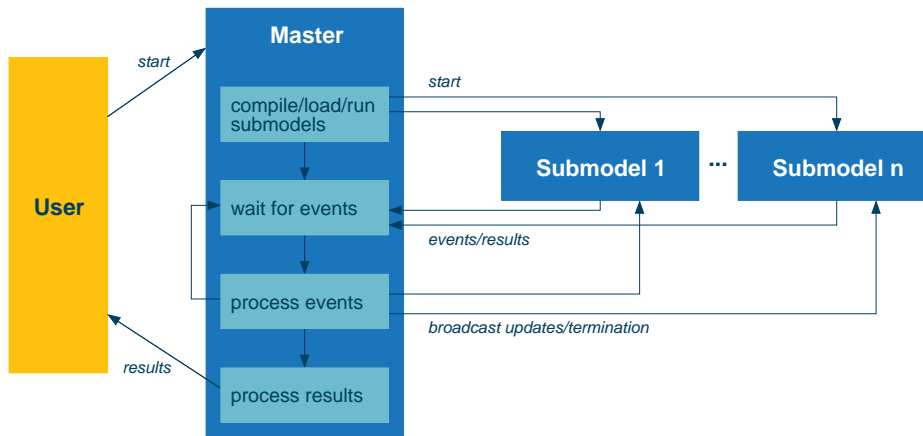 Master
start
start
compile/load/run
submodels
Submodel 1
...
Submodel n
User
wait for events
events/results
process events
broadcast updates/termination
results
process results